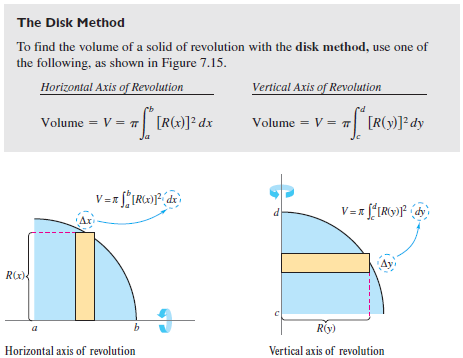 The Disk Method
To find the volume of a solid of revolution with the disk method, use one of
the following, as shown in Figure 7.15.
Horizontal Axis of Revolution Vertical Axis of Revolution
Volume = V = π∫ₐᵇ [R(x)]² dx Volume = V = π∫_c^d [R(y)]² dy
V = π ∫ₐᵇ [R(x)]² dx
Δx
R(x)
a b
Horizontal axis of revolution
V = π ∫_c^d [R(y)]² dy
d
Δy
c
R(y)
Vertical axis of revolution